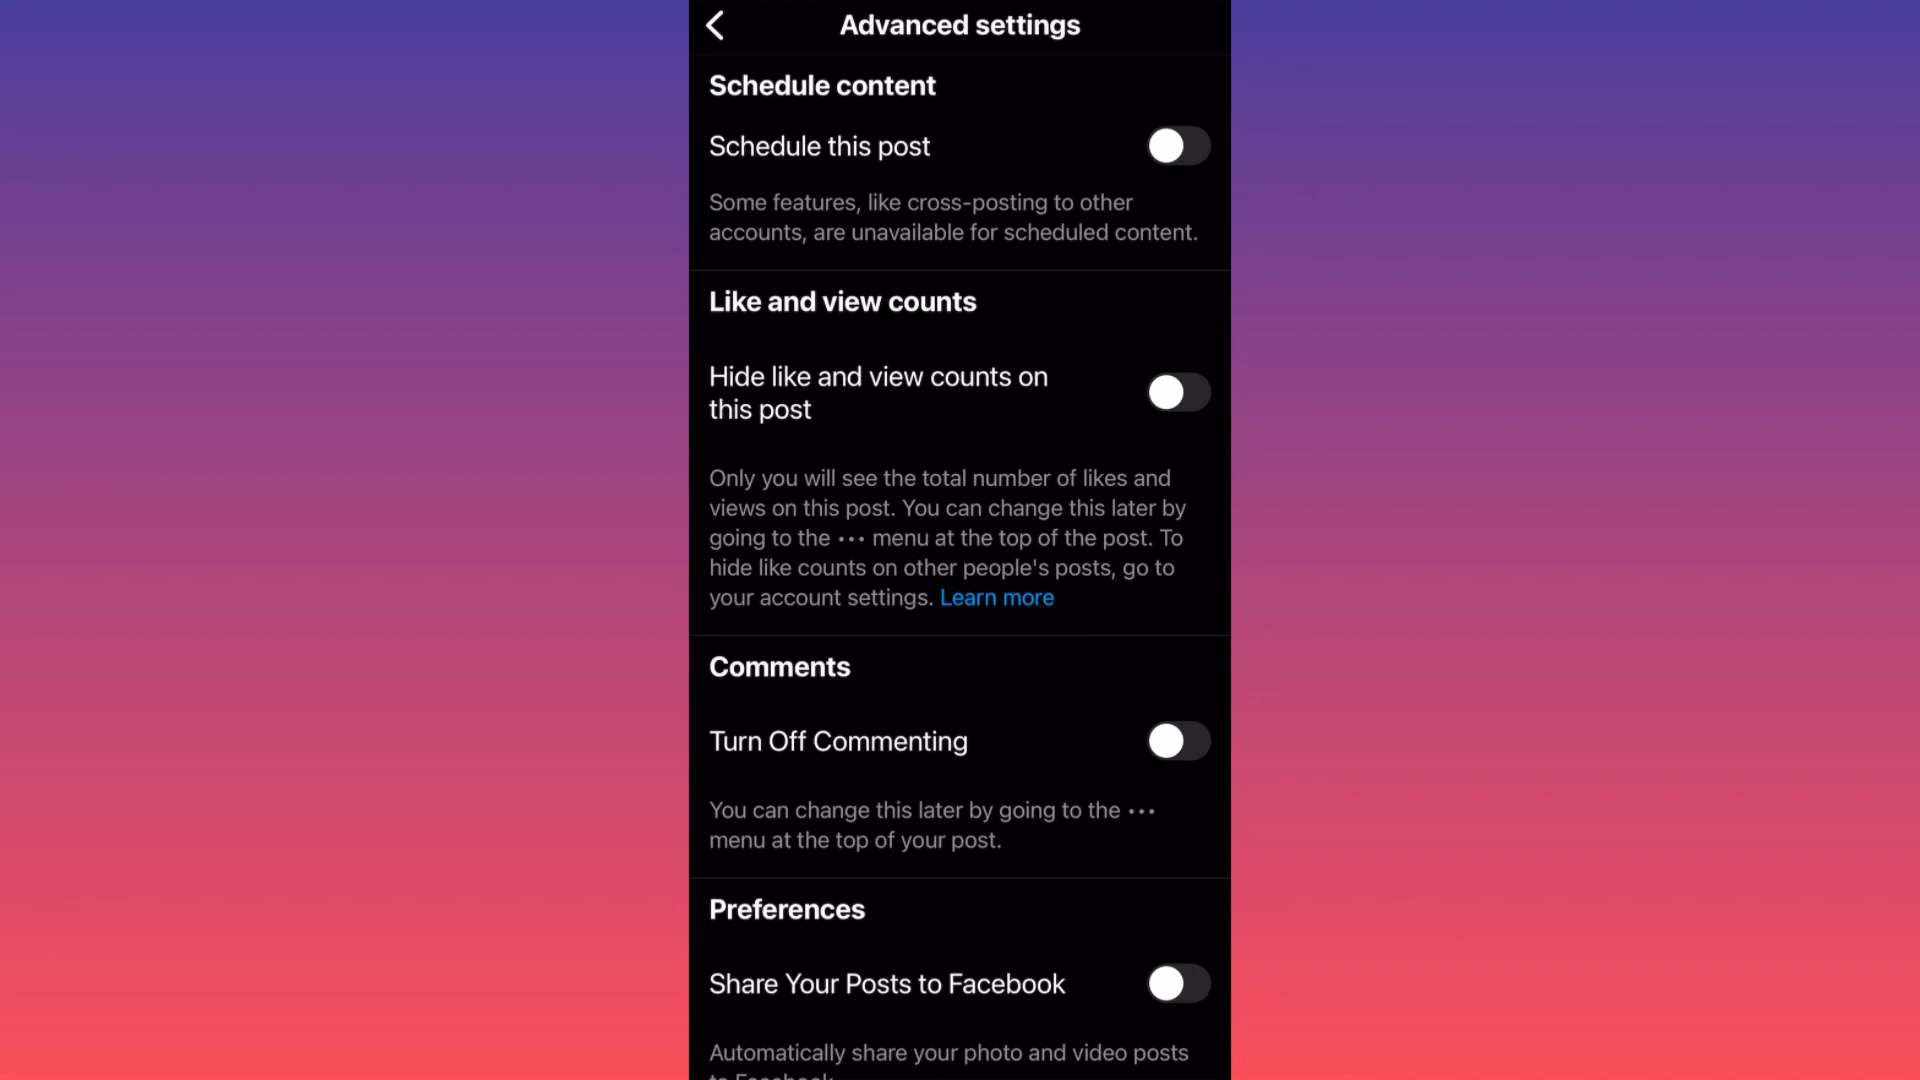 Advanced settings
Schedule content
Schedule this post
Some features, like cross-posting to other
accounts, are unavailable for scheduled content.
Like and view counts
Hide like and view counts on
this post
Only you will see the total number of likes and
views on this post. You can change this later by
going to the ••• menu at the top of the post. To
hide like counts on other people's posts, go to
your account settings. Learn more
Comments
Turn Off Commenting
You can change this later by going to the •••
menu at the top of your post.
Preferences
Share Your Posts to Facebook
Automatically share your photo and video posts
to Facebook